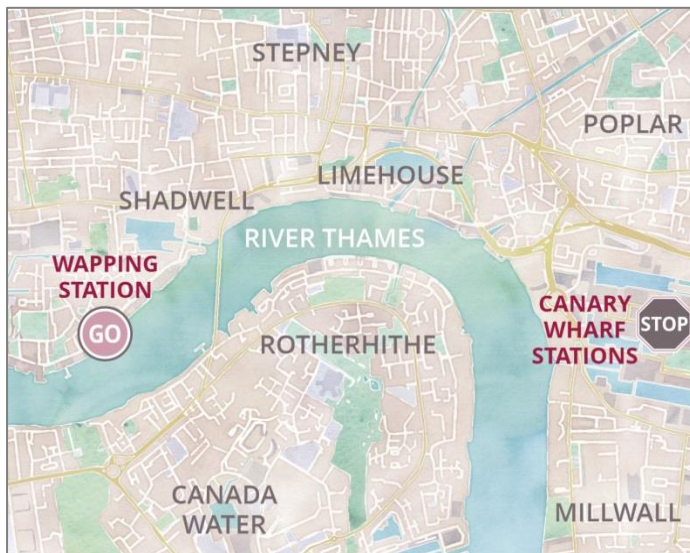 STEPNEY
POPLAR
LIMEHOUSE
SHADWELL
RIVER THAMES
WAPPING
STATION
GO
CANARY
WHARF
STATIONS
STOP
ROTHERHITHE
CANADA
WATER
MILLWALL